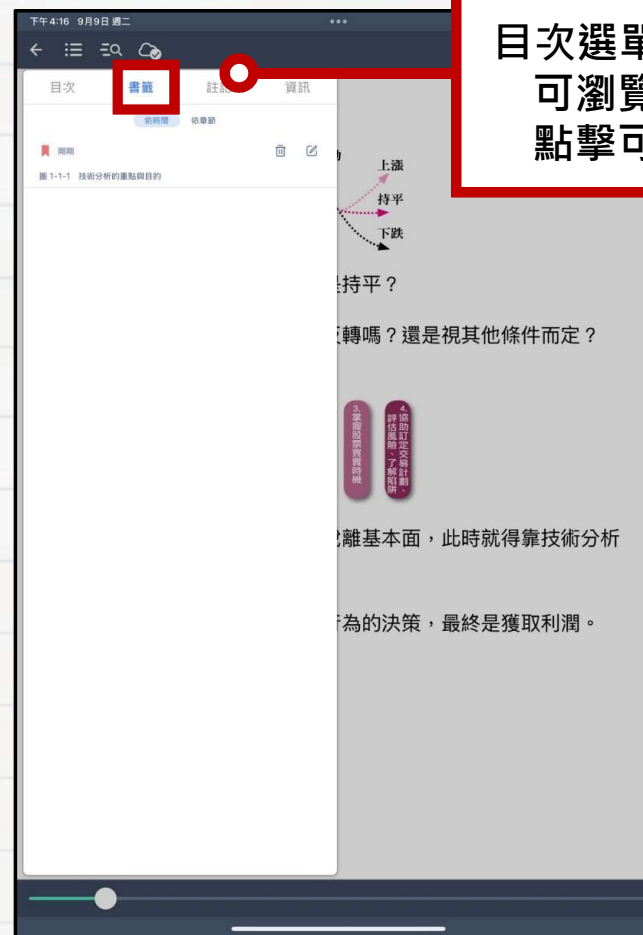 下午4:16 9月9日 週二
目次選單
可瀏覽
點擊可
目次 書籤 註記 資訊
依時間 依章節
期期
圖 1-1-1 技術分析的重點與目的
上漲
持平
下跌
是持平？
反轉嗎？還是視其他條件而定？
3.掌握股票買賣時機
4.協助訂定交易計劃、
評估風險、了解陷阱
離基本面，此時就得靠技術分析
行為的決策，最終是獲取利潤。